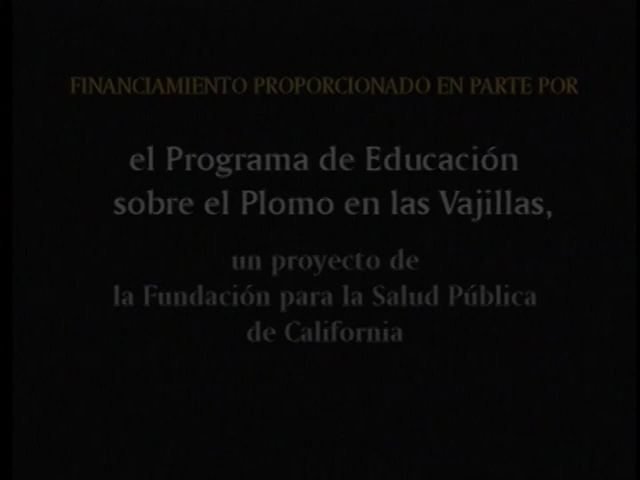 FINANCIAMIENTO PROPORCIONADO EN PARTE POR
el Programa de Educación
sobre el Plomo en las Vajillas,
un proyecto de
la Fundación para la Salud Pública
de California